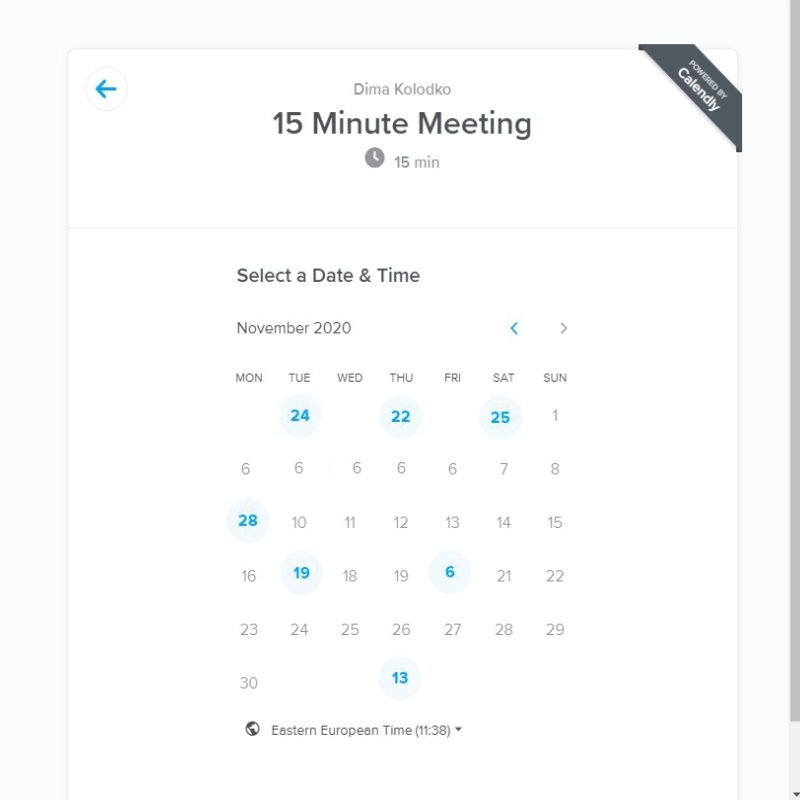 POWERED BY
Calendly
Dima Kolodko
15 Minute Meeting
15 min
Select a Date & Time
November 2020
MON TUE WED THU FRI SAT SUN
24 22 25 1
6 6 6 6 6 7 8
28 10 11 12 13 14 15
16 19 18 19 6 21 22
23 24 25 26 27 28 29
30 13
Eastern European Time (11:38)